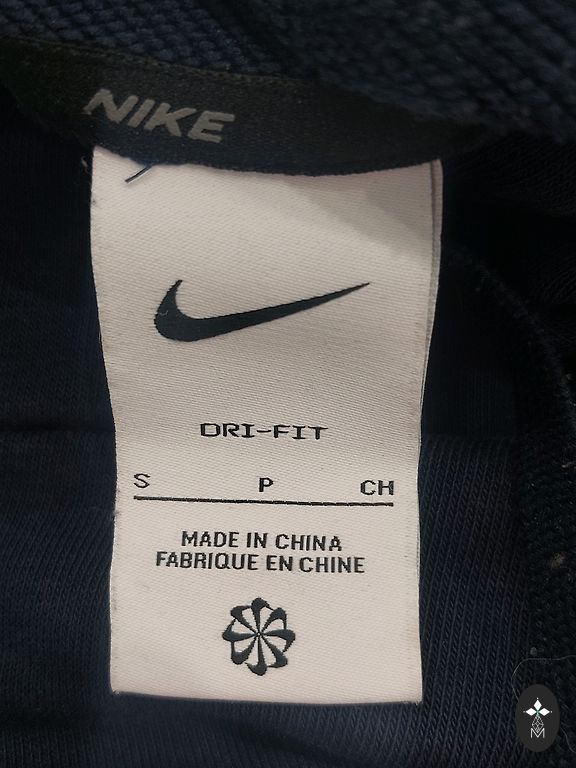 NIKE
DRI-FIT
S P CH
MADE IN CHINA
FABRIQUE EN CHINE
M